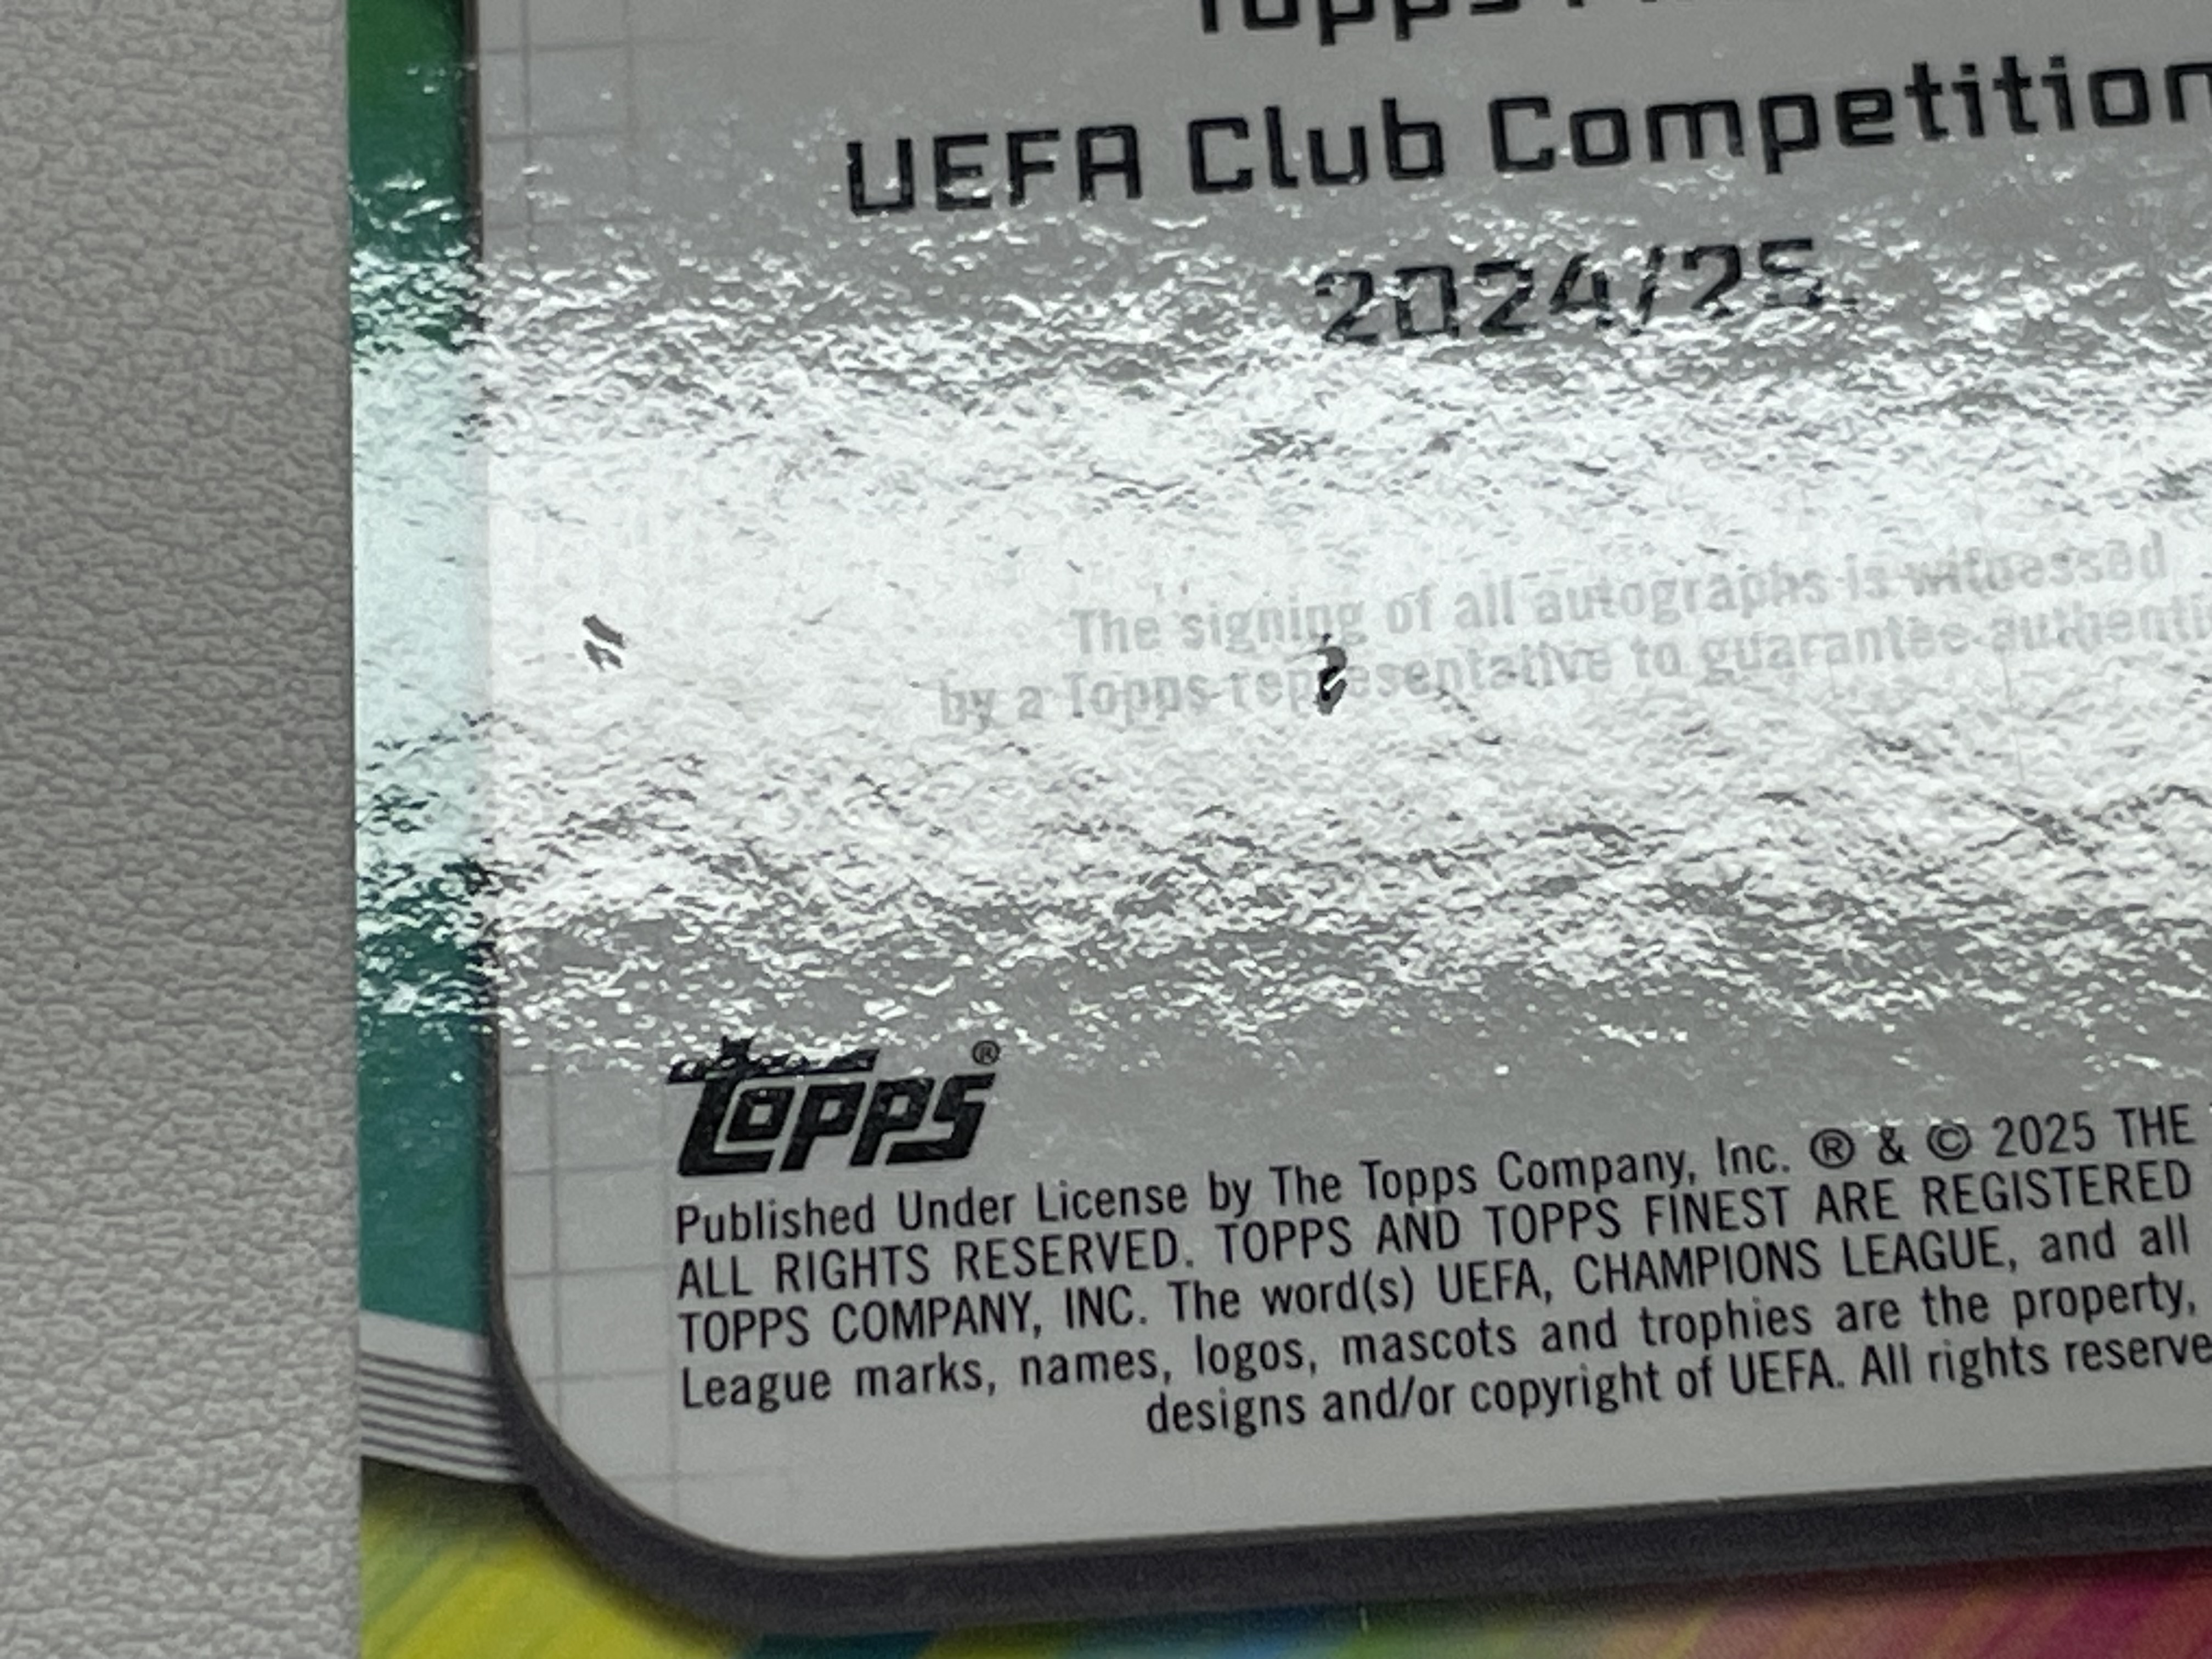 Topps
UEFA Club Competition
2024/25.
The signing of all autographs is witnessed
by a Topps representative to guarantee authenti
Topps®
Published Under License by The Topps Company, Inc. ® & © 2025 THE
ALL RIGHTS RESERVED. TOPPS AND TOPPS FINEST ARE REGISTERED
TOPPS COMPANY, INC. The word(s) UEFA, CHAMPIONS LEAGUE, and all
League marks, names, logos, mascots and trophies are the property,
designs and/or copyright of UEFA. All rights reserve